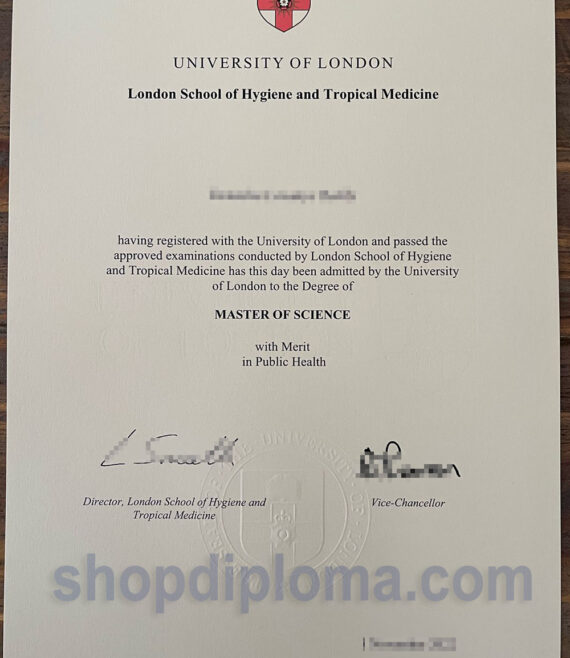 UNIVERSITY OF LONDON
London School of Hygiene and Tropical Medicine
having registered with the University of London and passed the
approved examinations conducted by London School of Hygiene
and Tropical Medicine has this day been admitted by the University
of London to the Degree of
MASTER OF SCIENCE
with Merit
in Public Health
Director, London School of Hygiene and
Tropical Medicine
Vice-Chancellor
shopdiploma.com